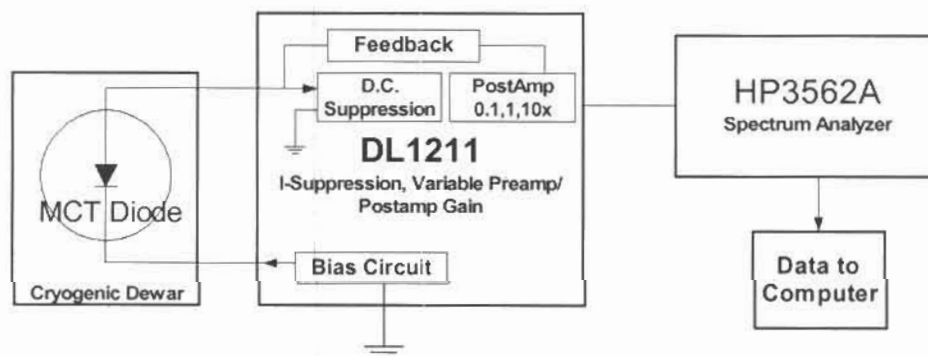 Feedback
D.C.
Suppression
PostAmp
0.1,1,10x
DL1211
I-Suppression, Variable Preamp/
Postamp Gain
Bias Circuit
MCT Diode
Cryogenic Dewar
HP3562A
Spectrum Analyzer
Data to
Computer